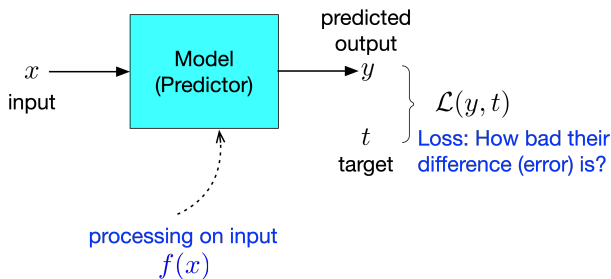 predicted
output
Model
(Predictor)
x
y
input
ℒ(y, t)
t
target
Loss: How bad their
difference (error) is?
processing on input
f(x)